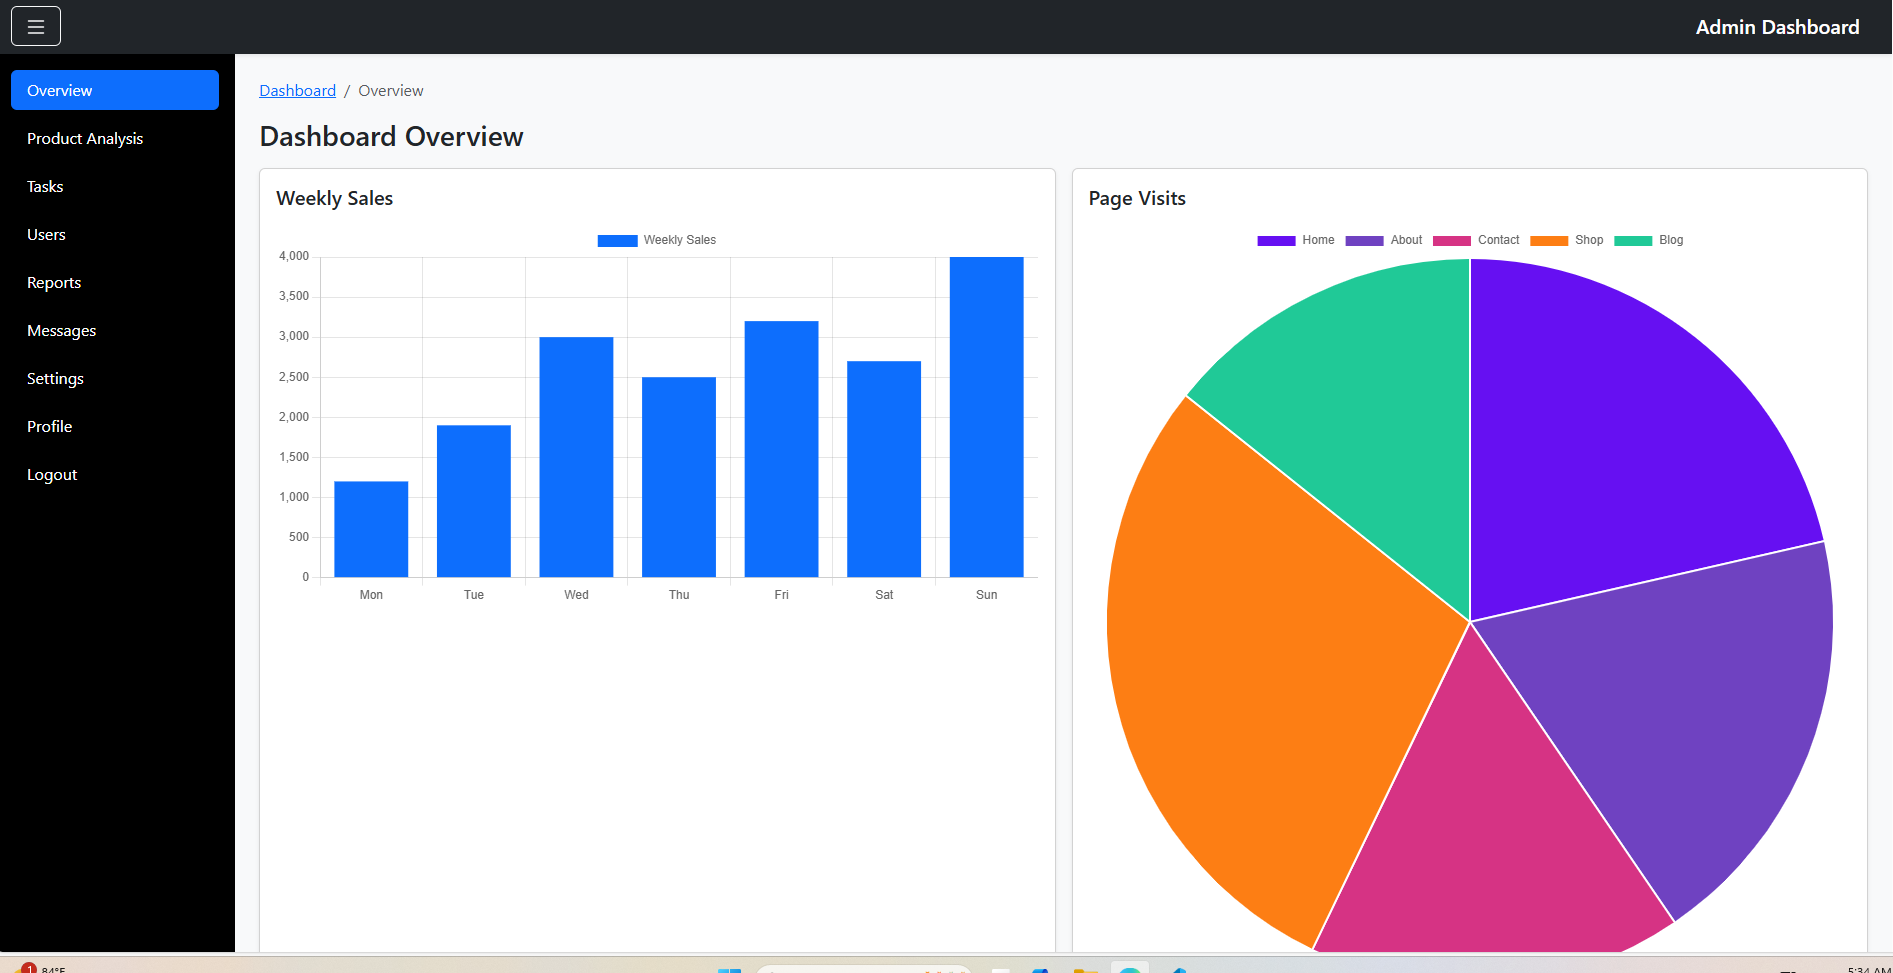 Admin Dashboard
Overview
Product Analysis
Tasks
Users
Reports
Messages
Settings
Profile
Logout
Dashboard / Overview
Dashboard Overview
Weekly Sales
Weekly Sales
4,000
3,500
3,000
2,500
2,000
1,500
1,000
500
0
Mon Tue Wed Thu Fri Sat Sun
Page Visits
Home About Contact Shop Blog
1
84°F
5:34 AM